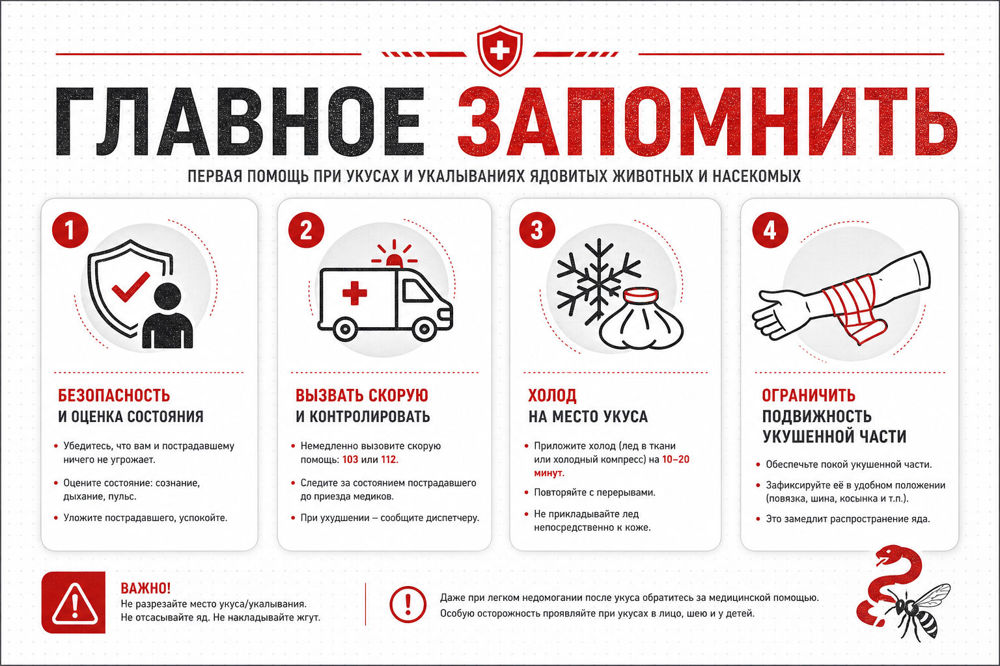 ГЛАВНОЕ ЗАПОМНИТЬ
ПЕРВАЯ ПОМОЩЬ ПРИ УКУСАХ И УКАЛЫВАНИЯХ ЯДОВИТЫХ ЖИВОТНЫХ И НАСЕКОМЫХ
1
БЕЗОПАСНОСТЬ
И ОЦЕНКА СОСТОЯНИЯ
• Убедитесь, что вам и пострадавшему
ничего не угрожает.
• Оцените состояние: сознание,
дыхание, пульс.
• Уложите пострадавшего, успокойте.
2
ВЫЗВАТЬ СКОРУЮ
И КОНТРОЛИРОВАТЬ
• Немедленно вызовите скорую
помощь: 103 или 112.
• Следите за состоянием пострадавшего
до приезда медиков.
• При ухудшении – сообщите диспетчеру.
3
ХОЛОД
НА МЕСТО УКУСА
• Приложите холод (лед в ткани
или холодный компресс) на 10–20
минут.
• Повторяйте с перерывами.
• Не прикладывайте лед
непосредственно к коже.
4
ОГРАНИЧИТЬ
ПОДВИЖНОСТЬ
УКУШЕННОЙ ЧАСТИ
• Обеспечьте покой укушенной части.
• Зафиксируйте её в удобном положении
(повязка, шина, косынка и т.п.).
• Это замедлит распространение яда.
ВАЖНО!
Не разрезайте место укуса/укалывания.
Не отсасывайте яд. Не накладывайте жгут.
Даже при легком недомогании после укуса обратитесь за медицинской помощью.
Особую осторожность проявляйте при укусах в лицо, шею и у детей.